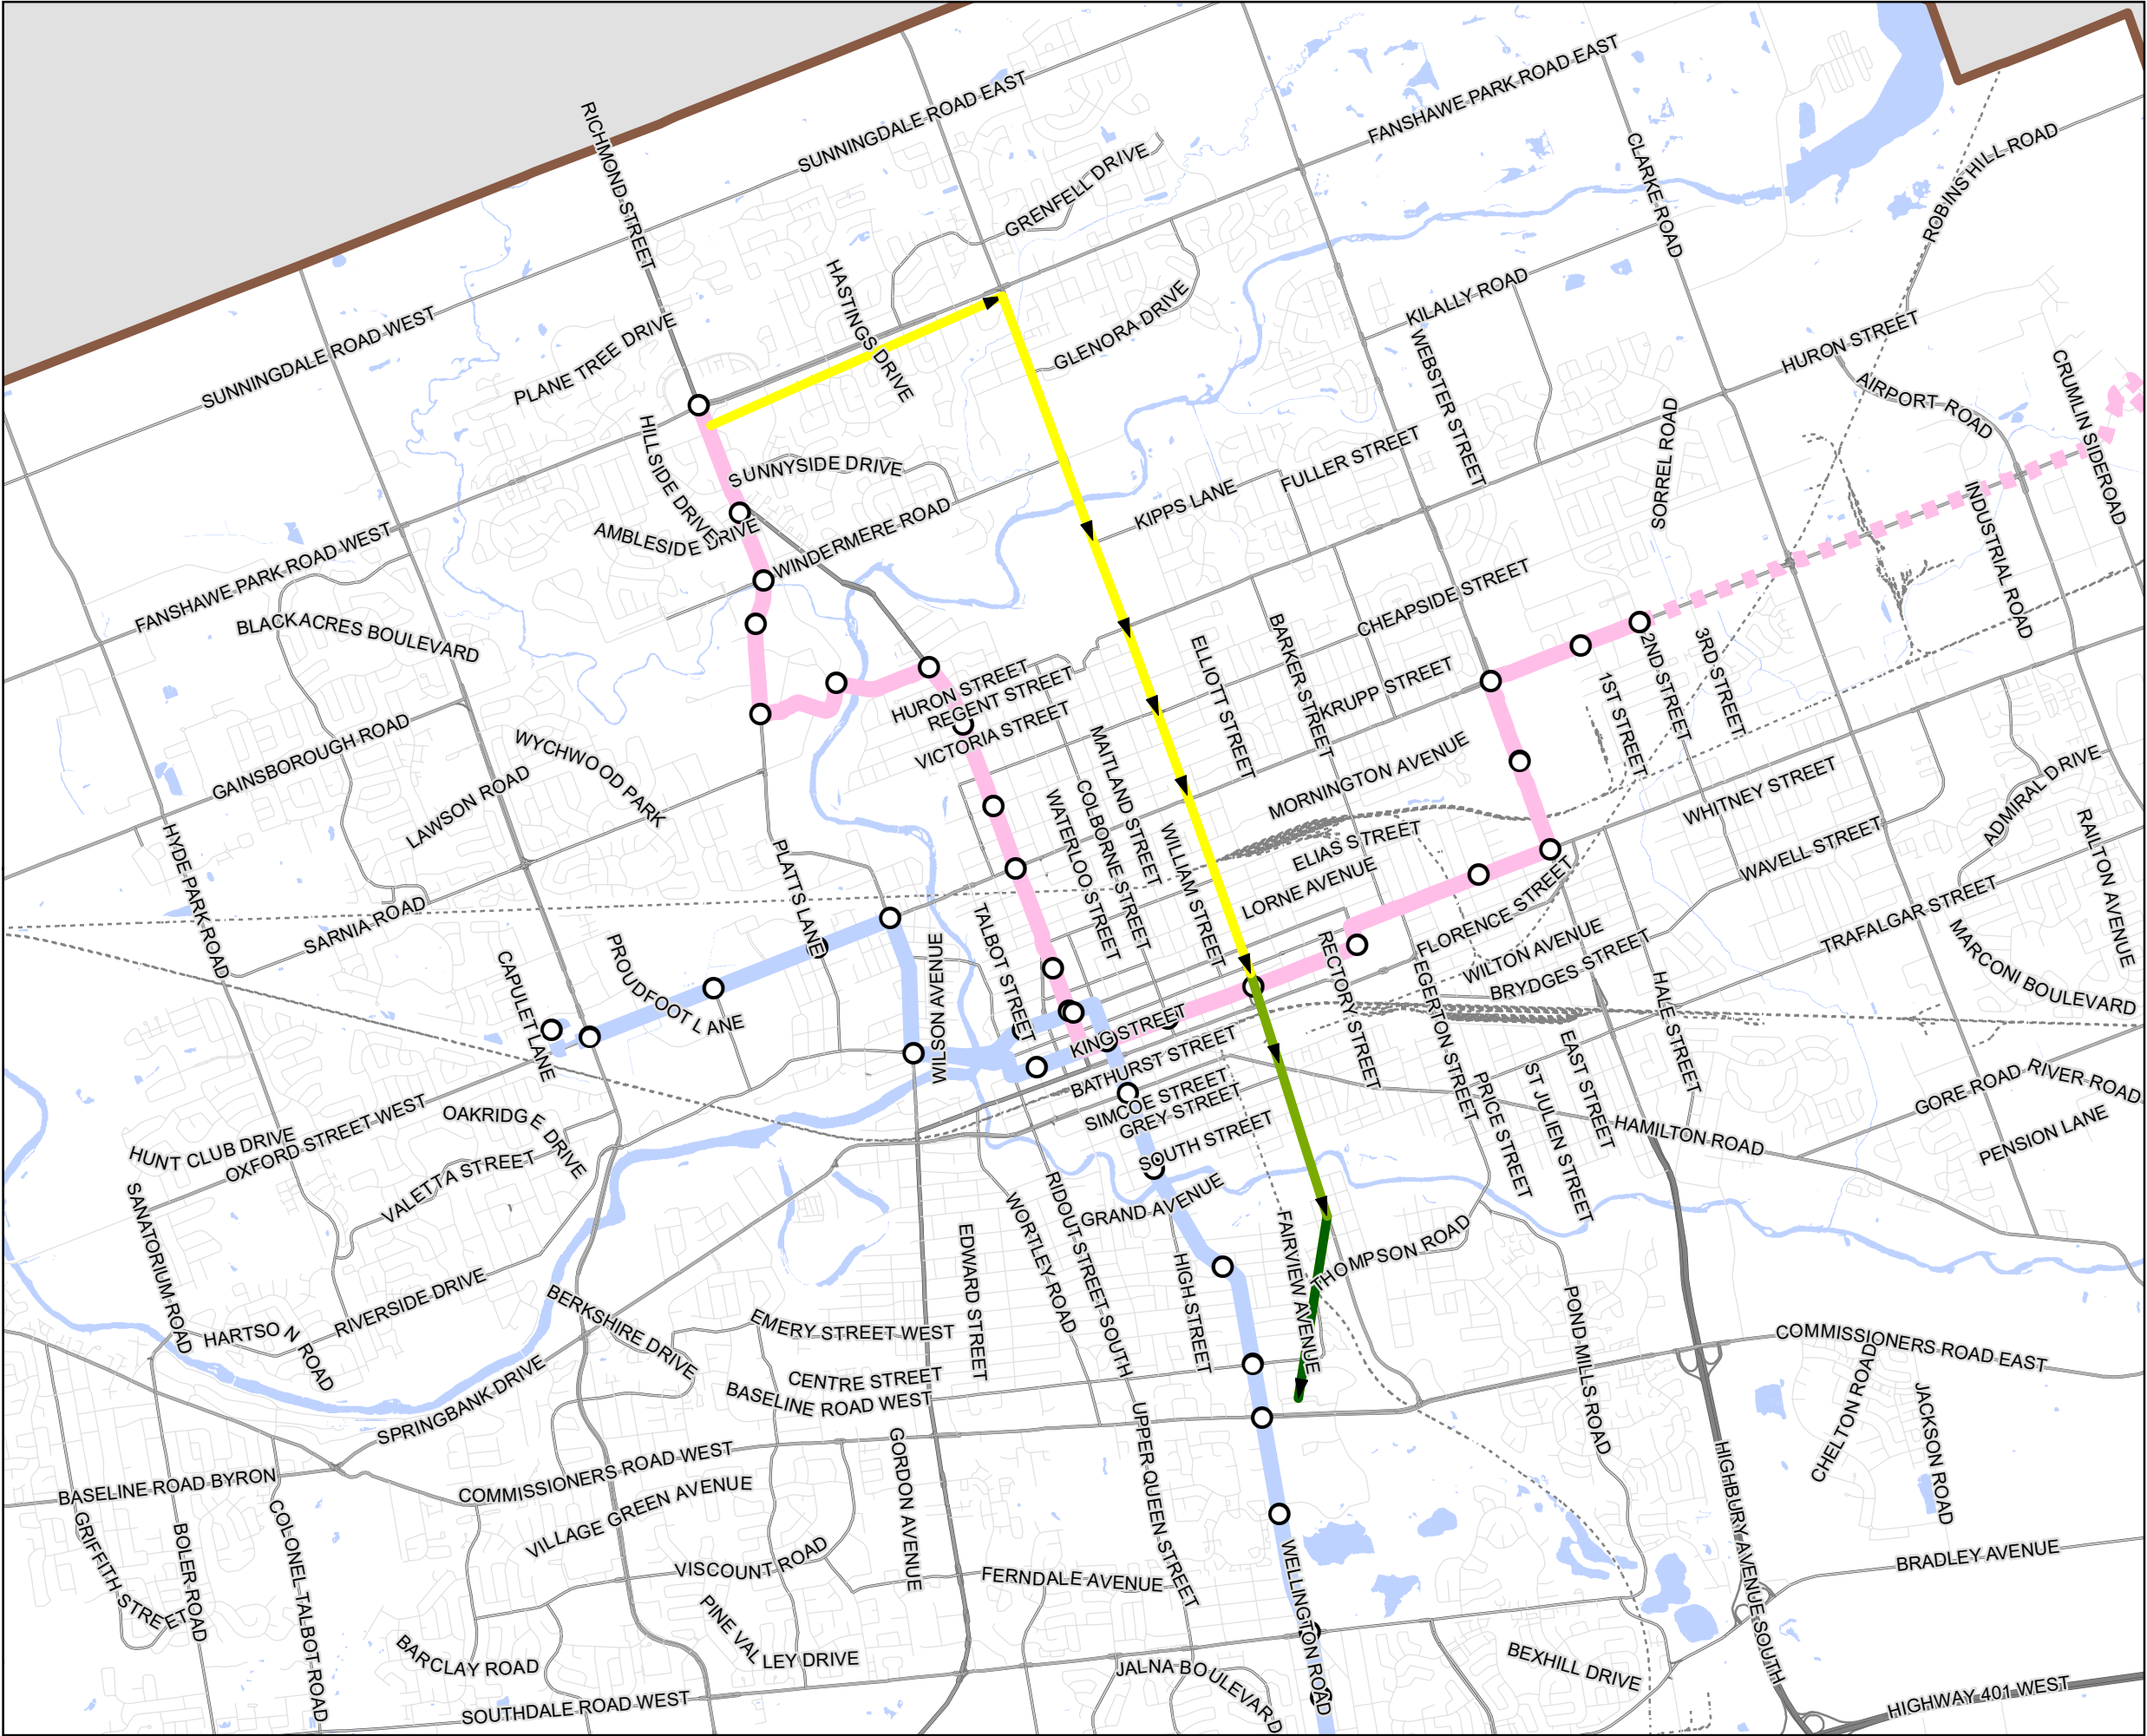 SUNNINGDALE ROAD EAST
FANSHAWE PARK ROAD EAST
RICHMOND STREET
CLARKE ROAD
ROBINS HILL ROAD
GRENFELL DRIVE
HASTINGS DRIVE
GLENORA DRIVE
KILALLY ROAD
SUNNINGDALE ROAD WEST
PLANE TREE DRIVE
WEBSTER STREET
HURON STREET
AIRPORT ROAD
CRUMLIN SIDEROAD
HILLSIDE DRIVE
SUNNYSIDE DRIVE
FULLER STREET
SORREL ROAD
KIPPS LANE
INDUSTRIAL ROAD
AMBLESIDE DRIVE
WINDERMERE ROAD
FANSHAWE PARK ROAD WEST
BLACKACRES BOULEVARD
CHEAPSIDE STREET
BARKER STREET
ELLIOTT STREET
2ND STREET
3RD STREET
1ST STREET
HURON STREET
REGENT STREET
VICTORIA STREET
KRUPP STREET
GAINSBOROUGH ROAD
WYCHWOOD PARK
LAWSON ROAD
MAITLAND STREET
COLBORNE STREET
WATERLOO STREET
WILLIAM STREET
MORNINGTON AVENUE
WHITNEY STREET
ADMIRAL DRIVE
RAILTON AVENUE
ELIAS STREET
WAVELL STREET
LORNE AVENUE
HYDE PARK ROAD
PLATTS LANE
FLORENCE STREET
TRAFALGAR STREET
SARNIA ROAD
TALBOT STREET
WILSON AVENUE
RECTORY STREET
EGERTON STREET
WILTON AVENUE
BRYDGES STREET
HALE STREET
MARCONI BOULEVARD
CAPULET LANE
PROUDFOOT LANE
KING STREET
BATHURST STREET
SIMCOE STREET
GREY STREET
SOUTH STREET
PRICE STREET
ST JULIEN STREET
EAST STREET
GORE ROAD
RIVER ROAD
HAMILTON ROAD
PENSION LANE
OAKRIDGE DRIVE
HUNT CLUB DRIVE
OXFORD STREET WEST
VALETTA STREET
SANATORIUM ROAD
GRAND AVENUE
RIDOUT STREET SOUTH
WORTLEY ROAD
EDWARD STREET
HIGH STREET
FAIRVIEW AVENUE
THOMPSON ROAD
POND MILLS ROAD
RIVERSIDE DRIVE
HARTSON ROAD
BERKSHIRE DRIVE
EMERY STREET WEST
COMMISSIONERS ROAD EAST
CENTRE STREET
BASELINE ROAD WEST
SPRINGBANK DRIVE
CHELTON ROAD
JACKSON ROAD
UPPER QUEEN STREET
GORDON AVENUE
HIGHBURY AVENUE SOUTH
COMMISSIONERS ROAD WEST
BASELINE ROAD BYRON
VILLAGE GREEN AVENUE
GRIFFITH STREET
BOLER ROAD
COLONEL TALBOT ROAD
VISCOUNT ROAD
FERNDALE AVENUE
WELLINGTON ROAD
BRADLEY AVENUE
PINE VALLEY DRIVE
BARCLAY ROAD
JALNA BOULEVARD
BEXHILL DRIVE
SOUTHDALE ROAD WEST
HIGHWAY 401 WEST